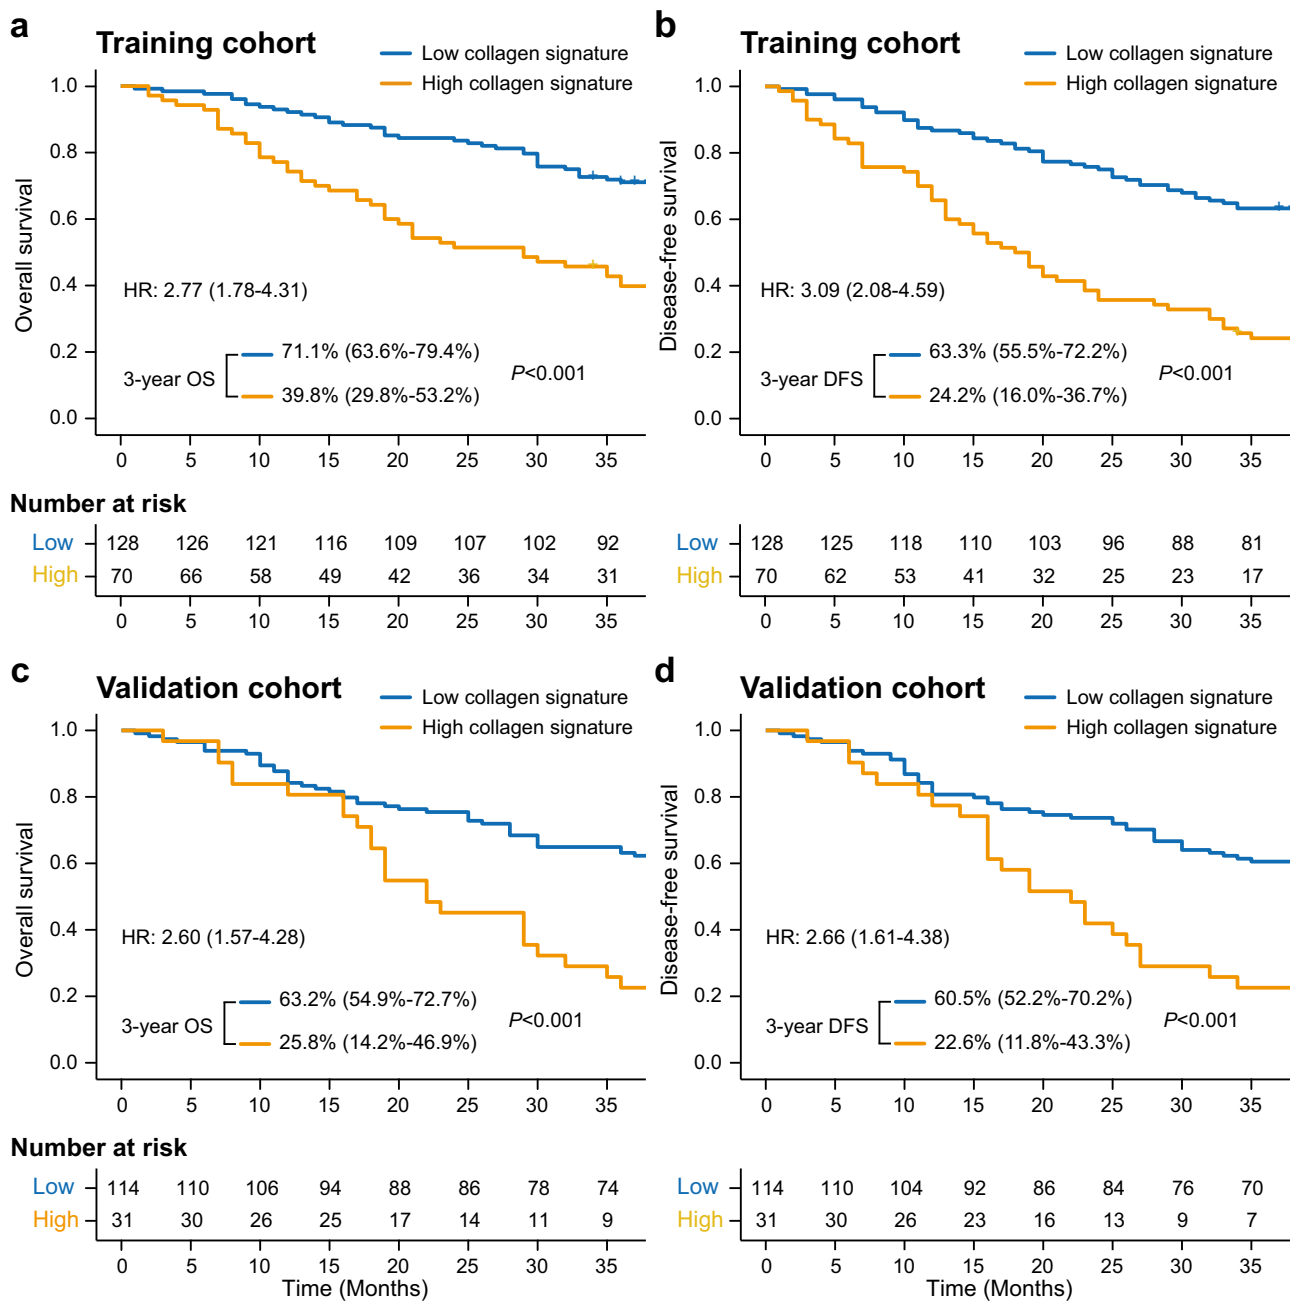 a
Training cohort
Low collagen signature
High collagen signature
Overall survival
1.0
0.8
0.6
0.4
0.2
0.0
HR: 2.77 (1.78-4.31)
3-year OS
71.1% (63.6%-79.4%)
39.8% (29.8%-53.2%)
P<0.001
0 5 10 15 20 25 30 35
Number at risk
Low 128 126 121 116 109 107 102 92
High 70 66 58 49 42 36 34 31
0 5 10 15 20 25 30 35
b
Training cohort
Low collagen signature
High collagen signature
Disease-free survival
1.0
0.8
0.6
0.4
0.2
0.0
HR: 3.09 (2.08-4.59)
3-year DFS
63.3% (55.5%-72.2%)
24.2% (16.0%-36.7%)
P<0.001
0 5 10 15 20 25 30 35
Low 128 125 118 110 103 96 88 81
High 70 62 53 41 32 25 23 17
0 5 10 15 20 25 30 35
c
Validation cohort
Low collagen signature
High collagen signature
Overall survival
1.0
0.8
0.6
0.4
0.2
0.0
HR: 2.60 (1.57-4.28)
3-year OS
63.2% (54.9%-72.7%)
25.8% (14.2%-46.9%)
P<0.001
0 5 10 15 20 25 30 35
Number at risk
Low 114 110 106 94 88 86 78 74
High 31 30 26 25 17 14 11 9
0 5 10 15 20 25 30 35
Time (Months)
d
Validation cohort
Low collagen signature
High collagen signature
Disease-free survival
1.0
0.8
0.6
0.4
0.2
0.0
HR: 2.66 (1.61-4.38)
3-year DFS
60.5% (52.2%-70.2%)
22.6% (11.8%-43.3%)
P<0.001
0 5 10 15 20 25 30 35
Low 114 110 104 92 86 84 76 70
High 31 30 26 23 16 13 9 7
0 5 10 15 20 25 30 35
Time (Months)